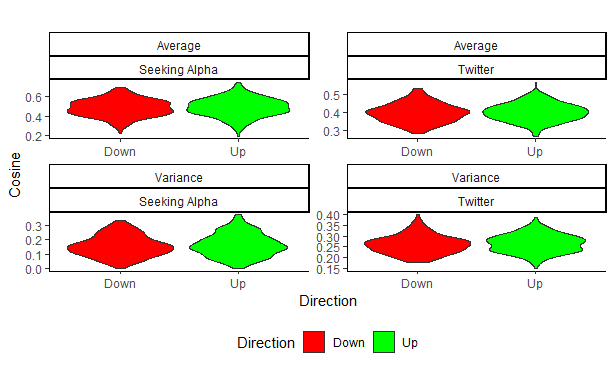 Average Average
Seeking Alpha Twitter
0.6
0.4
0.2
0.5
0.4
0.3
Down Up Down Up
Variance Variance
Seeking Alpha Twitter
0.3
0.2
0.1
0.0
0.40
0.35
0.30
0.25
0.20
0.15
Down Up Down Up
Cosine
Direction
Direction Down Up